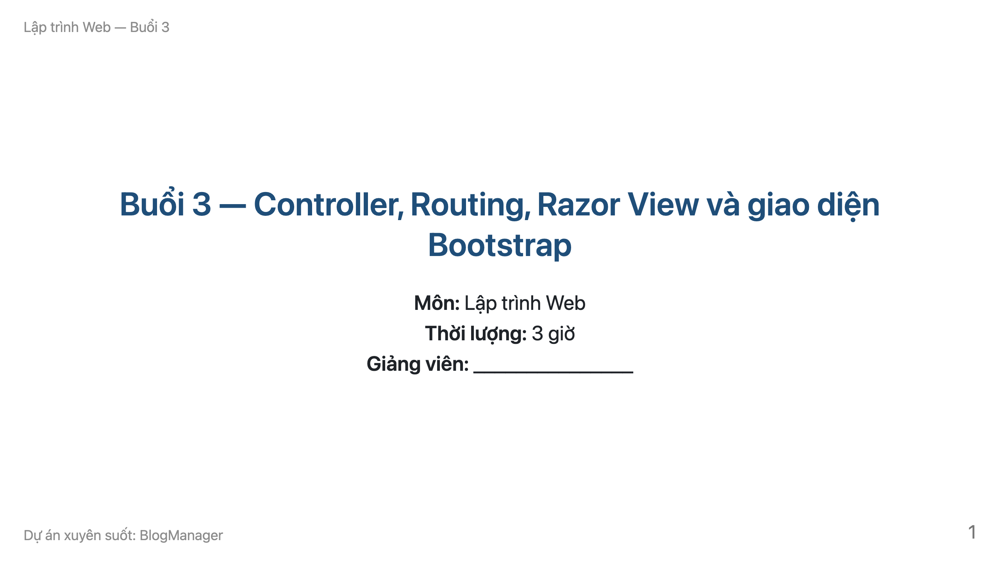 Lập trình Web — Buổi 3
Buổi 3 — Controller, Routing, Razor View và giao diện
Bootstrap
Môn: Lập trình Web
Thời lượng: 3 giờ
Giảng viên: _______________
Dự án xuyên suốt: BlogManager
1